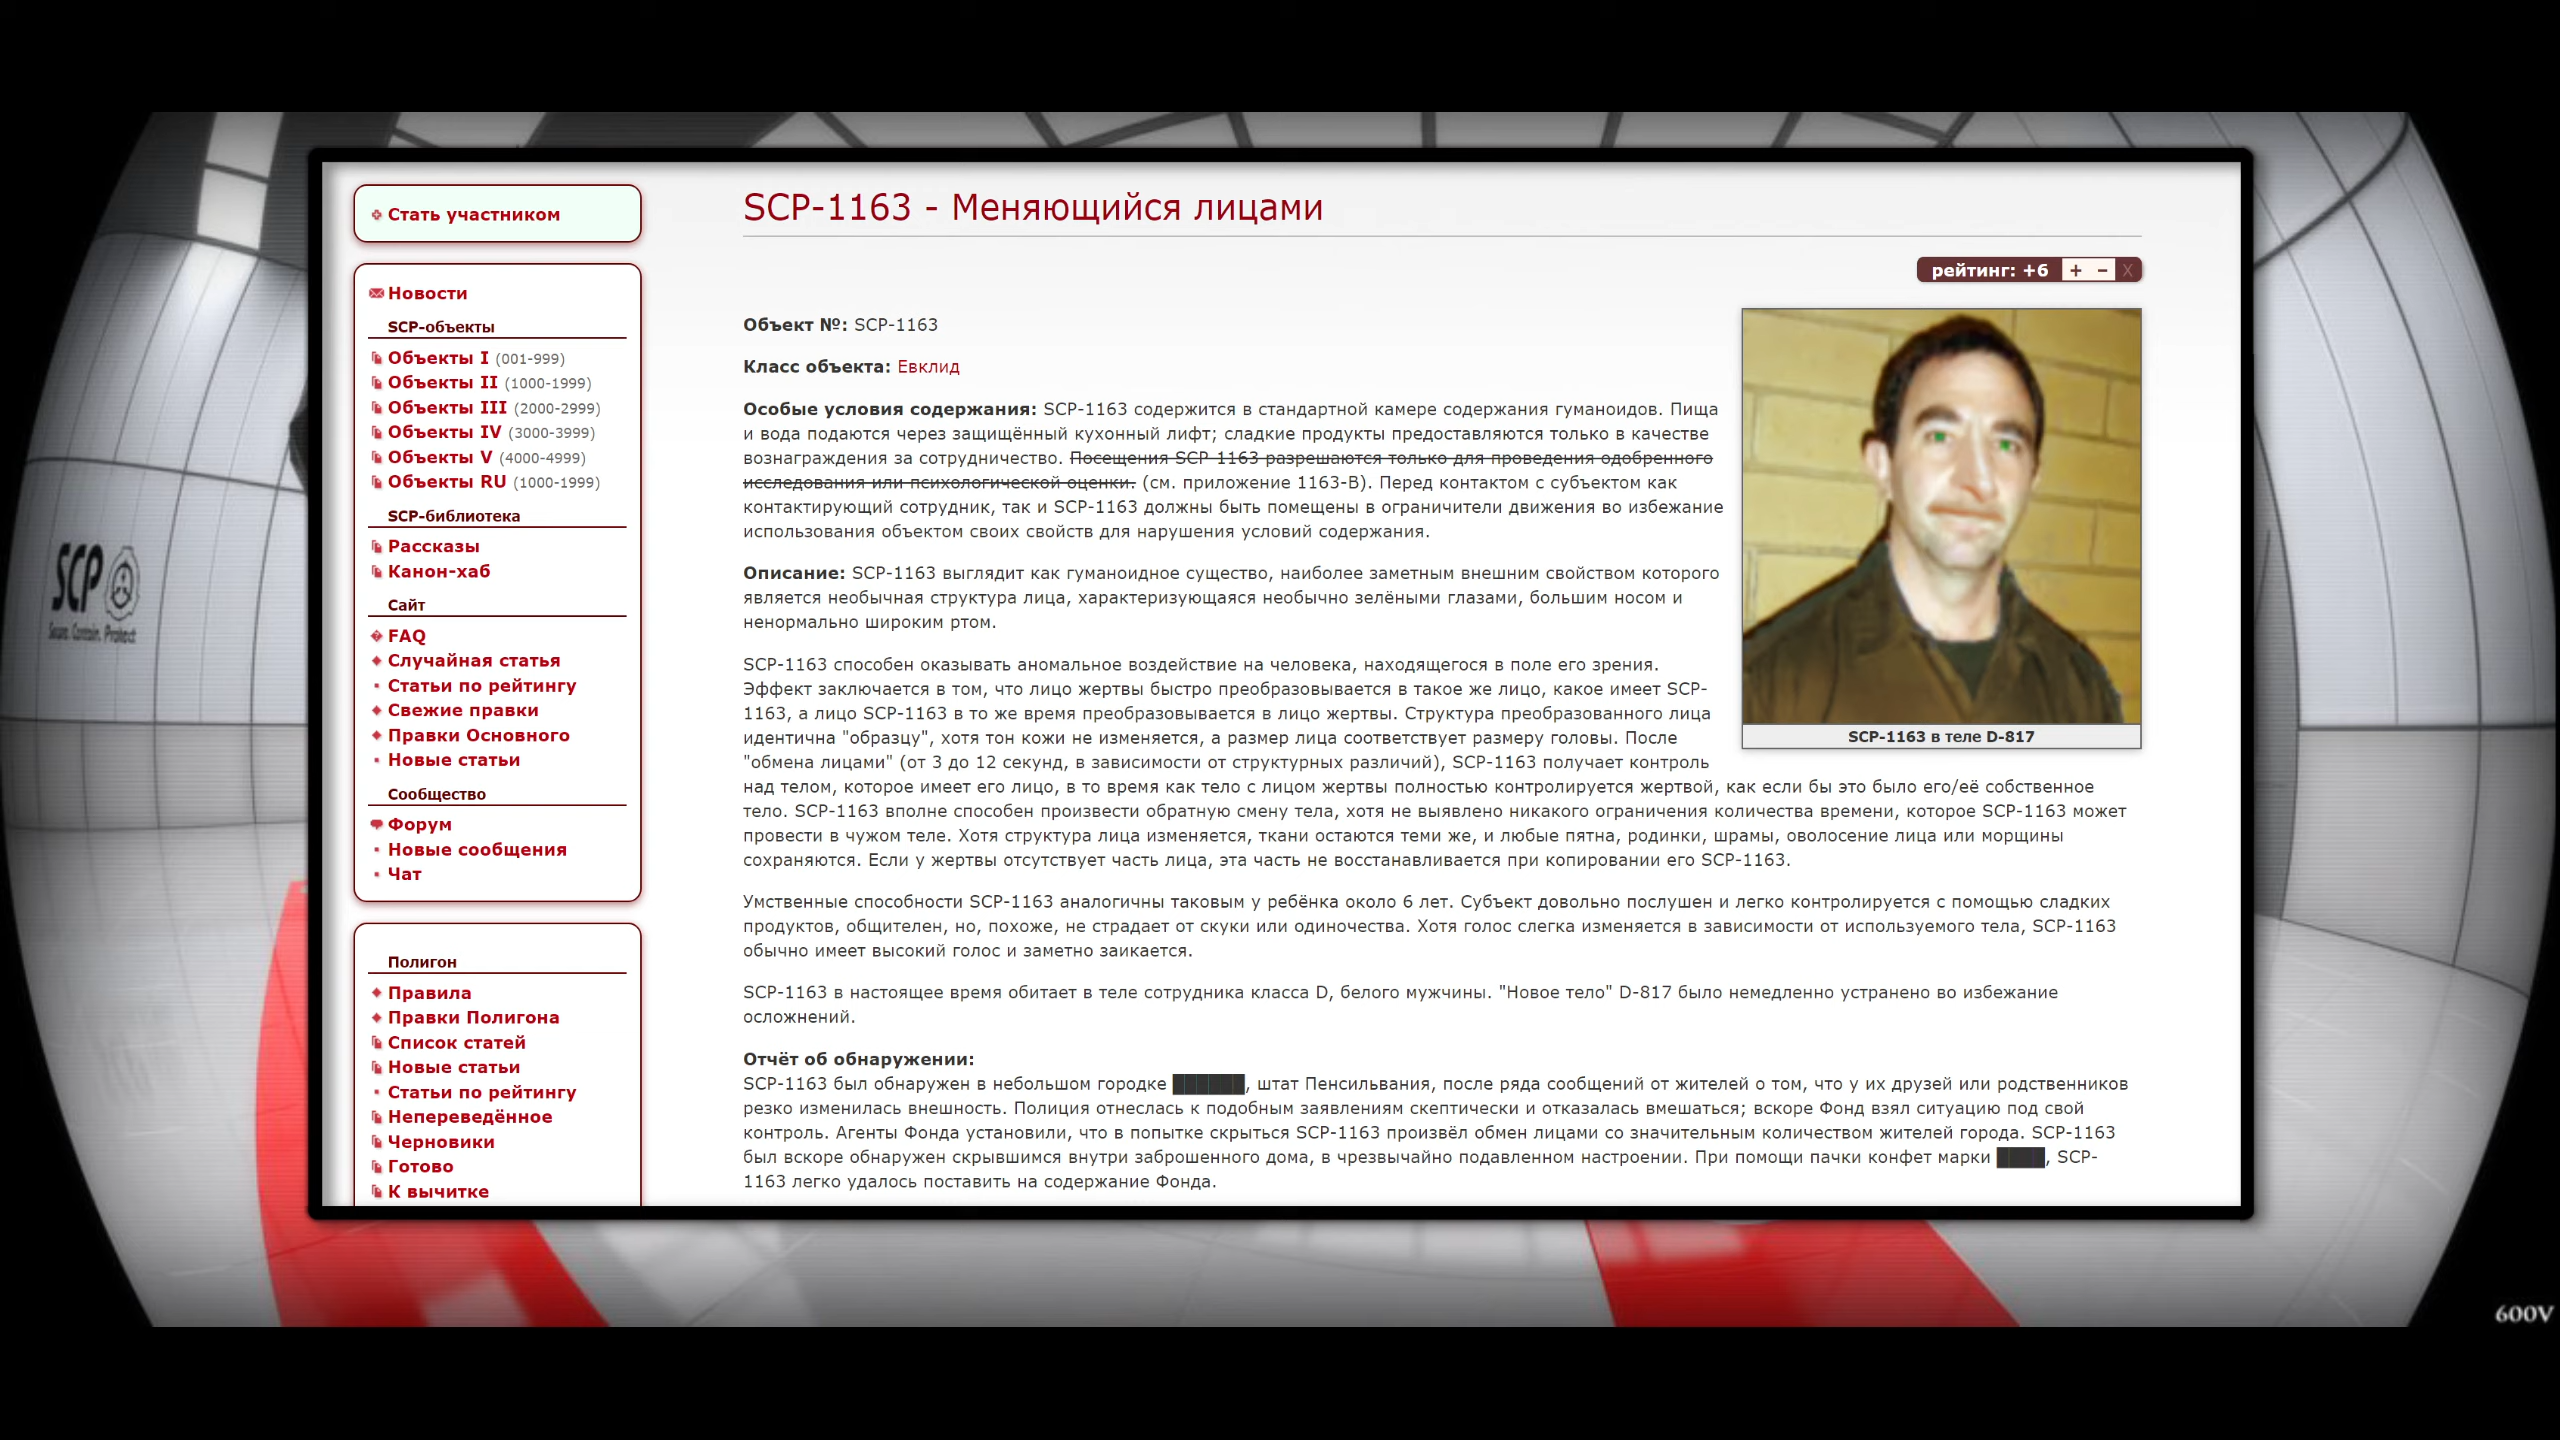 Стать участником
Новости
SCP-объекты
Объекты I (001-999)
Объекты II (1000-1999)
Объекты III (2000-2999)
Объекты IV (3000-3999)
Объекты V (4000-4999)
Объекты RU (1000-1999)
SCP-библиотека
Рассказы
Канон-хаб
Сайт
FAQ
Случайная статья
Статьи по рейтингу
Свежие правки
Правки Основного
Новые статьи
Сообщество
Форум
Новые сообщения
Чат
Полигон
Правила
Правки Полигона
Список статей
Новые статьи
Статьи по рейтингу
Непереведённое
Черновики
Готово
К вычитке
SCP-1163 - Меняющийся лицами
рейтинг: +6 + − X
Объект №: SCP-1163
Класс объекта: Евклид
Особые условия содержания: SCP-1163 содержится в стандартной камере содержания гуманоидов. Пища
и вода подаются через защищённый кухонный лифт; сладкие продукты предоставляются только в качестве
вознаграждения за сотрудничество. Посещения SCP-1163 разрешаются только для проведения одобренного
исследования или психологической оценки. (см. приложение 1163-B). Перед контактом с субъектом как
контактирующий сотрудник, так и SCP-1163 должны быть помещены в ограничители движения во избежание
использования объектом своих свойств для нарушения условий содержания.
Описание: SCP-1163 выглядит как гуманоидное существо, наиболее заметным внешним свойством которого
является необычная структура лица, характеризующаяся необычно зелёными глазами, большим носом и
ненормально широким ртом.
SCP-1163 способен оказывать аномальное воздействие на человека, находящегося в поле его зрения.
Эффект заключается в том, что лицо жертвы быстро преобразовывается в такое же лицо, какое имеет SCP-
1163, а лицо SCP-1163 в то же время преобразовывается в лицо жертвы. Структура преобразованного лица
идентична "образцу", хотя тон кожи не изменяется, а размер лица соответствует размеру головы. После
"обмена лицами" (от 3 до 12 секунд, в зависимости от структурных различий), SCP-1163 получает контроль
над телом, которое имеет его лицо, в то время как тело с лицом жертвы полностью контролируется жертвой, как если бы это было его/её собственное
тело. SCP-1163 вполне способен произвести обратную смену тела, хотя не выявлено никакого ограничения количества времени, которое SCP-1163 может
провести в чужом теле. Хотя структура лица изменяется, ткани остаются теми же, и любые пятна, родинки, шрамы, оволосение лица или морщины
сохраняются. Если у жертвы отсутствует часть лица, эта часть не восстанавливается при копировании его SCP-1163.
Умственные способности SCP-1163 аналогичны таковым у ребёнка около 6 лет. Субъект довольно послушен и легко контролируется с помощью сладких
продуктов, общителен, но, похоже, не страдает от скуки или одиночества. Хотя голос слегка изменяется в зависимости от используемого тела, SCP-1163
обычно имеет высокий голос и заметно заикается.
SCP-1163 в настоящее время обитает в теле сотрудника класса D, белого мужчины. "Новое тело" D-817 было немедленно устранено во избежание
осложнений.
Отчёт об обнаружении:
SCP-1163 был обнаружен в небольшом городке ██████, штат Пенсильвания, после ряда сообщений от жителей о том, что у их друзей или родственников
резко изменилась внешность. Полиция отнеслась к подобным заявлениям скептически и отказалась вмешаться; вскоре Фонд взял ситуацию под свой
контроль. Агенты Фонда установили, что в попытке скрыться SCP-1163 произвёл обмен лицами со значительным количеством жителей города. SCP-1163
был вскоре обнаружен скрывшимся внутри заброшенного дома, в чрезвычайно подавленном настроении. При помощи пачки конфет марки ████, SCP-
1163 легко удалось поставить на содержание Фонда.
SCP-1163 в теле D-817
SCP
Secure. Contain. Protect
600V